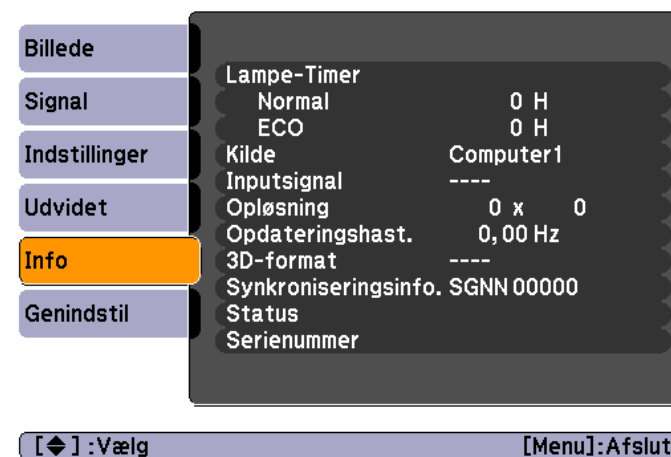 Billede
Signal
Indstillinger
Udvidet
Info
Genindstil
Lampe-Timer
Normal 0 H
ECO 0 H
Kilde Computer1
Inputsignal ----
Opløsning 0 x 0
Opdateringshast. 0,00 Hz
3D-format ----
Synkroniseringsinfo. SGNN 00000
Status
Serienummer
[◆] :Vælg [Menu]:Afslut